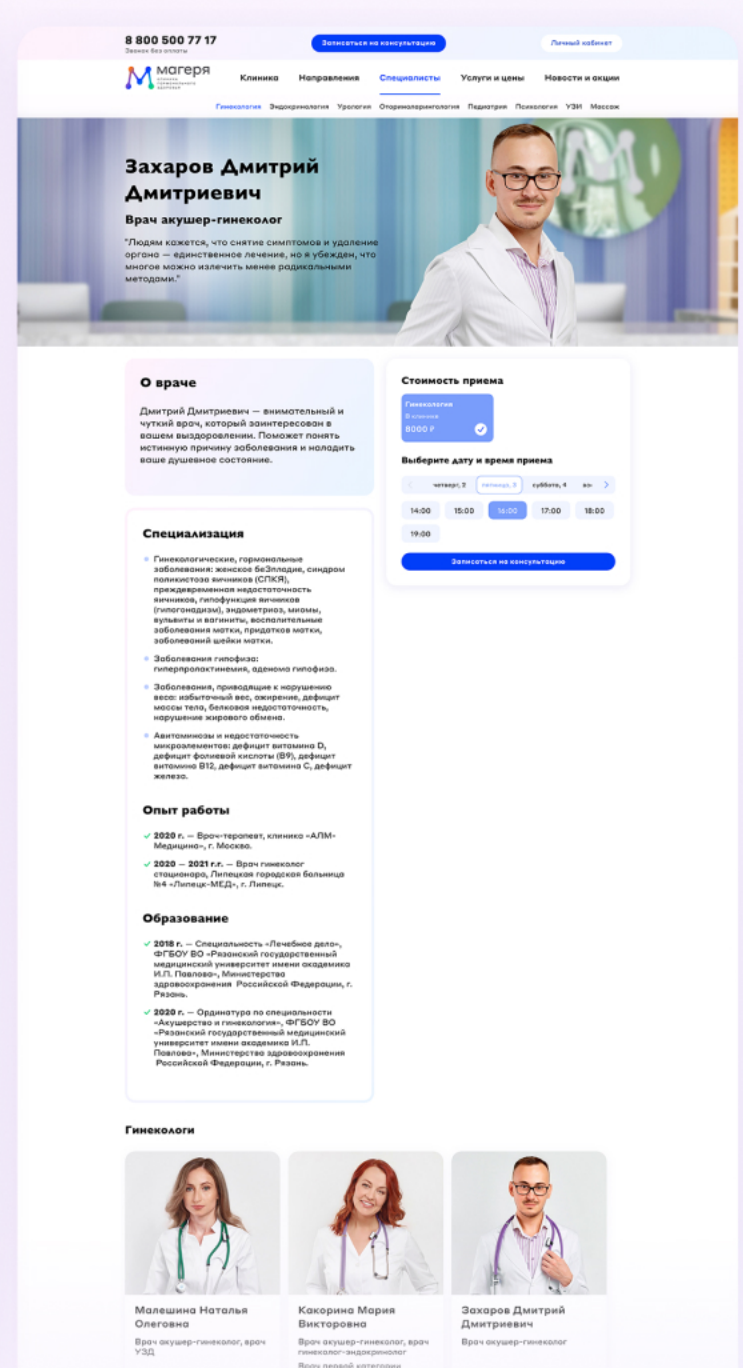 8 800 500 77 17
Звонок без оплаты
Записаться на консультацию
Личный кабинет
магеря
клиника
гормонального
здоровья
Клиника Направления Специалисты Услуги и цены Новости и акции
Гинекология Эндокринология Урология Оториноларингология Педиатрия Психология УЗИ Массаж
Захаров Дмитрий
Дмитриевич
Врач акушер-гинеколог
"Людям кажется, что снятие симптомов и удаление
органа — единственное лечение, но я убежден, что
многое можно излечить менее радикальными
методами."
О враче
Дмитрий Дмитриевич — внимательный и
чуткий врач, который заинтересован в
вашем выздоровлении. Поможет понять
истинную причину заболевания и наладить
ваше душевное состояние.
Стоимость приема
Гинекология
В клинике
8000 ₽
Выберите дату и время приема
четверг, 2 пятница, 3 суббота, 4 во
14:00 15:00 16:00 17:00 18:00
19:00
Записаться на консультацию
Специализация
Гинекологические, гормональные
заболевания: женское беЗплодие, синдром
поликистоза яичников (СПКЯ),
преждевременная недостаточность
яичников, гипофункция яичников
(гипогонадизм), эндометриоз, миомы,
вульвиты и вагиниты, воспалительные
заболевания матки, придатков матки,
заболеваний шейки матки.
Заболевания гипофиза:
гиперпролактинемия, аденома гипофиза.
Заболевания, приводящие к нарушению
веса: избыточный вес, ожирение, дефицит
массы тела, белковая недостаточность,
нарушение жирового обмена.
Авитаминозы и недостаточность
микроэлементов: дефицит витамина D,
дефицит фолиевой кислоты (B9), дефицит
витамина B12, дефицит витамина C, дефицит
железа.
Опыт работы
2020 г. — Врач-терапевт, клиника «АЛМ-
Медицина», г. Москва.
2020 — 2021 г.г. — Врач гинеколог
стационара, Липецкая городская больница
№4 «Липецк-МЕД», г. Липецк.
Образование
2018 г. — Специальность «Лечебное дело»,
ФГБОУ ВО «Рязанский государственный
медицинский университет имени академика
И.П. Павлова», Министерства
здравоохранения Российской Федерации, г.
Рязань.
2020 г. — Ординатура по специальности
«Акушерство и гинекология», ФГБОУ ВО
«Рязанский государственный медицинский
университет имени академика И.П.
Павлова», Министерства здравоохранения
Российской Федерации, г. Рязань.
Гинекологи
Малешина Наталья
Олеговна
Врач акушер-гинеколог, врач
УЗД
Какорина Мария
Викторовна
Врач акушер-гинеколог, врач
гинеколог-эндокринолог
Врач первой категории
Захаров Дмитрий
Дмитриевич
Врач акушер-гинеколог